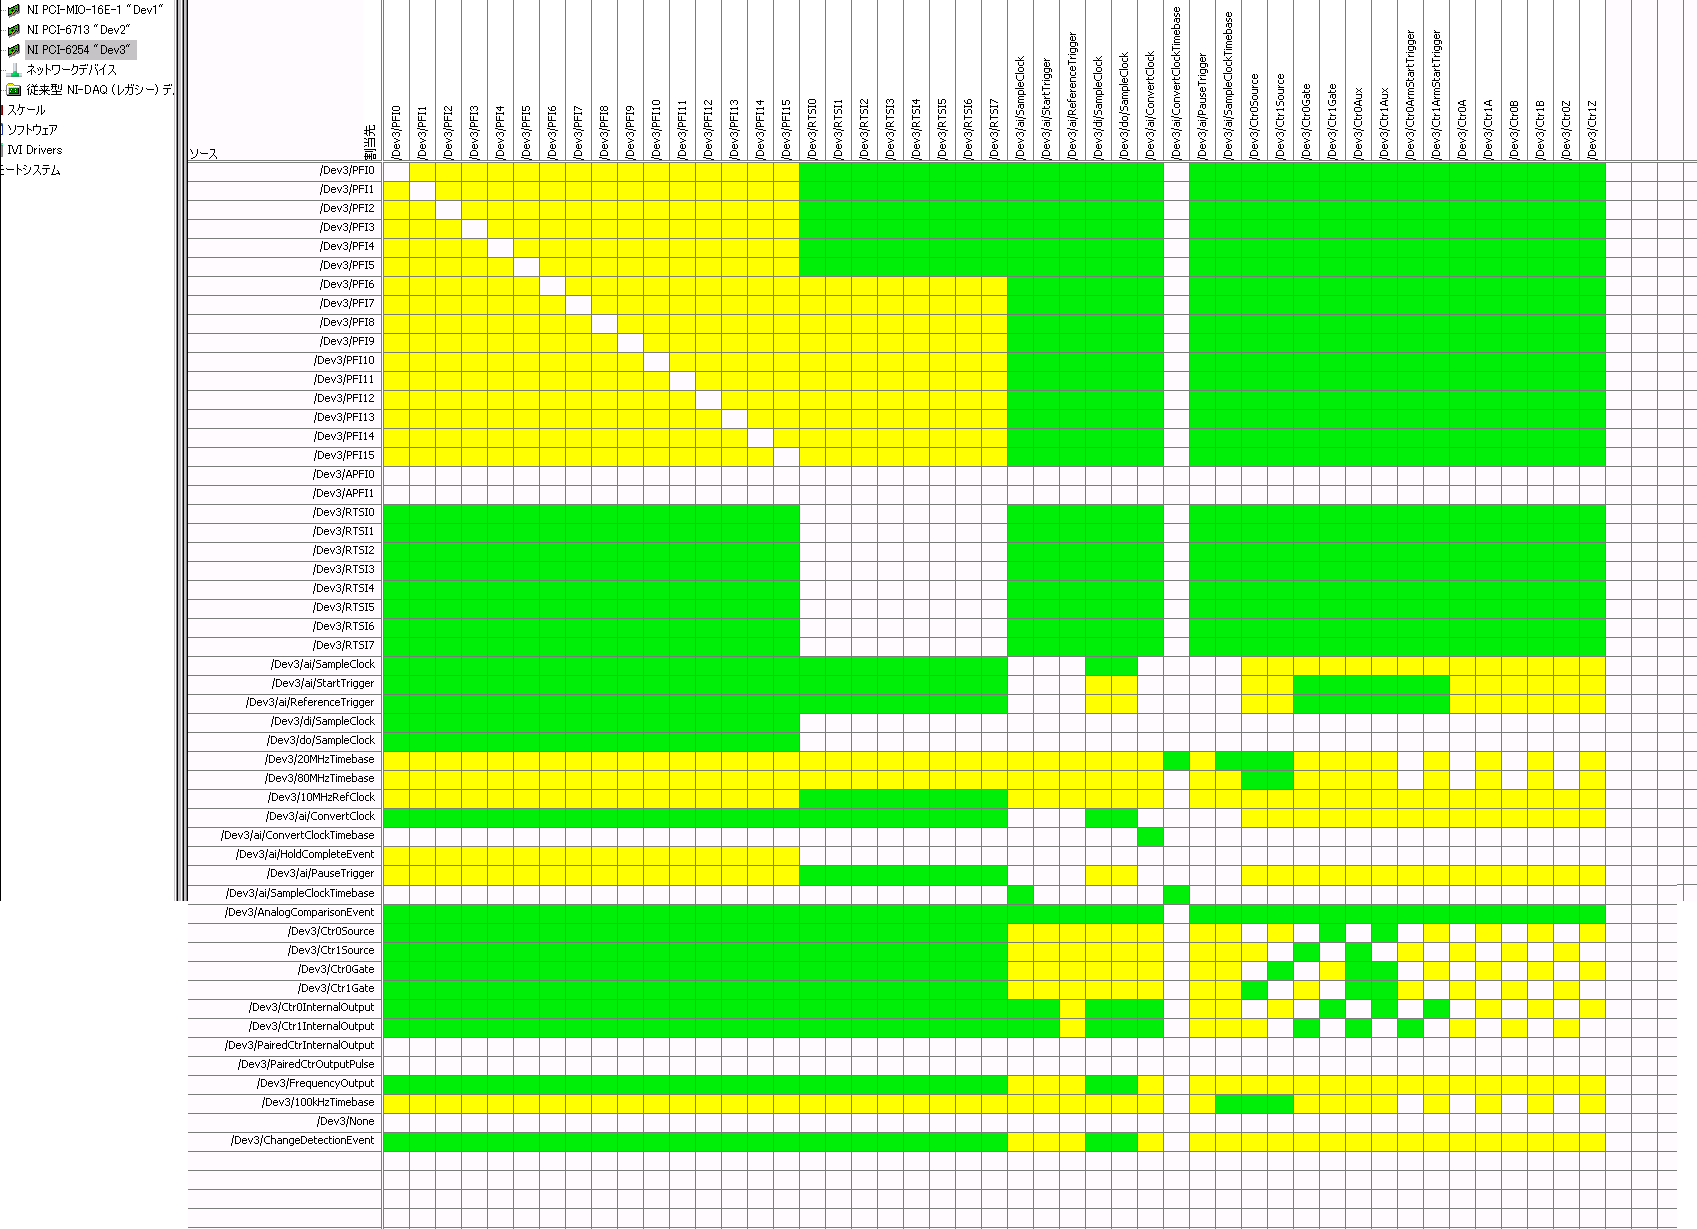 NI PCI-MIO-16E-1 "Dev1"
NI PCI-6713 "Dev2"
NI PCI-6254 "Dev3"
ネットワークデバイス
従来型 NI-DAQ (レガシー) デ.
スケール
ソフトウェア
IVI Drivers
モートシステム
ソース
割当先
/Dev3/PFI0
/Dev3/PFI1
/Dev3/PFI2
/Dev3/PFI3
/Dev3/PFI4
/Dev3/PFI5
/Dev3/PFI6
/Dev3/PFI7
/Dev3/PFI8
/Dev3/PFI9
/Dev3/PFI10
/Dev3/PFI11
/Dev3/PFI12
/Dev3/PFI13
/Dev3/PFI14
/Dev3/PFI15
/Dev3/RTSI0
/Dev3/RTSI1
/Dev3/RTSI2
/Dev3/RTSI3
/Dev3/RTSI4
/Dev3/RTSI5
/Dev3/RTSI6
/Dev3/RTSI7
/Dev3/ai/SampleClock
/Dev3/ai/StartTrigger
/Dev3/ai/ReferenceTrigger
/Dev3/di/SampleClock
/Dev3/do/SampleClock
/Dev3/ai/ConvertClock
/Dev3/ai/ConvertClockTimebase
/Dev3/ai/PauseTrigger
/Dev3/ai/SampleClockTimebase
/Dev3/Ctr0Source
/Dev3/Ctr1Source
/Dev3/Ctr0Gate
/Dev3/Ctr1Gate
/Dev3/Ctr0Aux
/Dev3/Ctr1Aux
/Dev3/Ctr0ArmStartTrigger
/Dev3/Ctr1ArmStartTrigger
/Dev3/Ctr0A
/Dev3/Ctr1A
/Dev3/Ctr0B
/Dev3/Ctr1B
/Dev3/Ctr0Z
/Dev3/Ctr1Z
/Dev3/PFI0
/Dev3/PFI1
/Dev3/PFI2
/Dev3/PFI3
/Dev3/PFI4
/Dev3/PFI5
/Dev3/PFI6
/Dev3/PFI7
/Dev3/PFI8
/Dev3/PFI9
/Dev3/PFI10
/Dev3/PFI11
/Dev3/PFI12
/Dev3/PFI13
/Dev3/PFI14
/Dev3/PFI15
/Dev3/APFI0
/Dev3/APFI1
/Dev3/RTSI0
/Dev3/RTSI1
/Dev3/RTSI2
/Dev3/RTSI3
/Dev3/RTSI4
/Dev3/RTSI5
/Dev3/RTSI6
/Dev3/RTSI7
/Dev3/ai/SampleClock
/Dev3/ai/StartTrigger
/Dev3/ai/ReferenceTrigger
/Dev3/di/SampleClock
/Dev3/do/SampleClock
/Dev3/20MHzTimebase
/Dev3/80MHzTimebase
/Dev3/10MHzRefClock
/Dev3/ai/ConvertClock
/Dev3/ai/ConvertClockTimebase
/Dev3/ai/HoldCompleteEvent
/Dev3/ai/PauseTrigger
/Dev3/ai/SampleClockTimebase
/Dev3/AnalogComparisonEvent
/Dev3/Ctr0Source
/Dev3/Ctr1Source
/Dev3/Ctr0Gate
/Dev3/Ctr1Gate
/Dev3/Ctr0InternalOutput
/Dev3/Ctr1InternalOutput
/Dev3/PairedCtrInternalOutput
/Dev3/PairedCtrOutputPulse
/Dev3/FrequencyOutput
/Dev3/100kHzTimebase
/Dev3/None
/Dev3/ChangeDetectionEvent